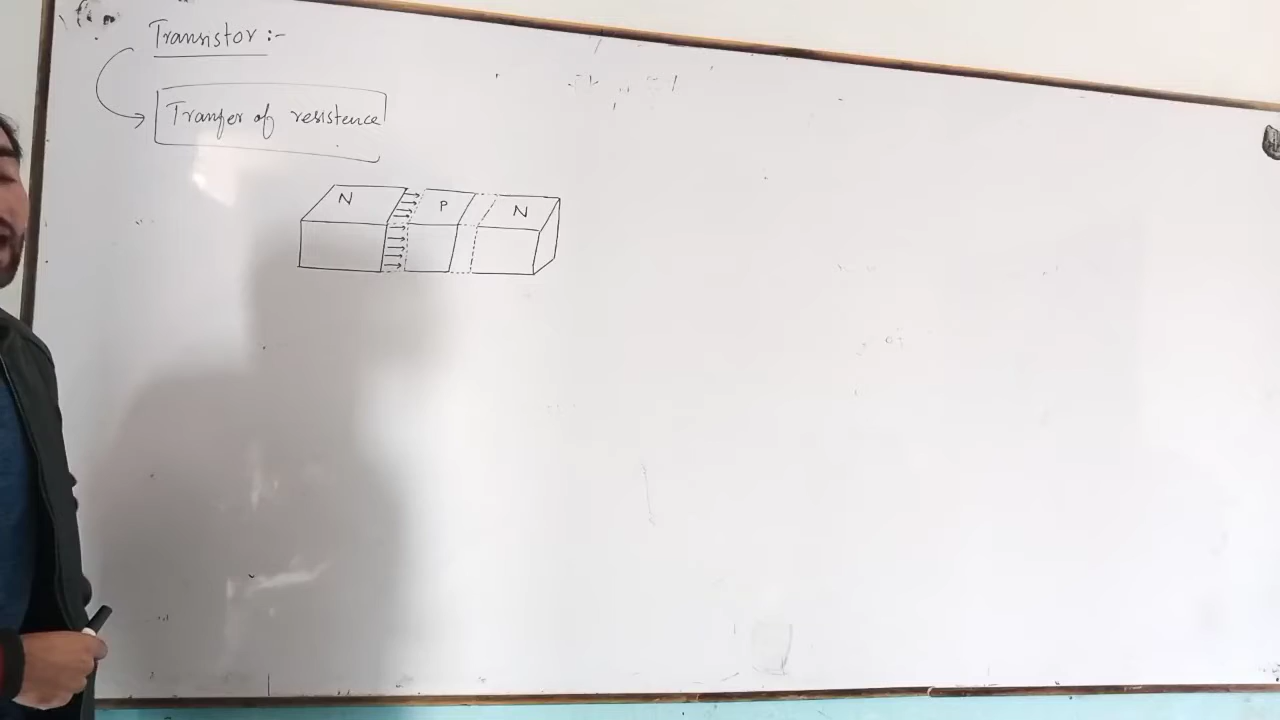 Transistor :-
Tranfer of resistence
N P N